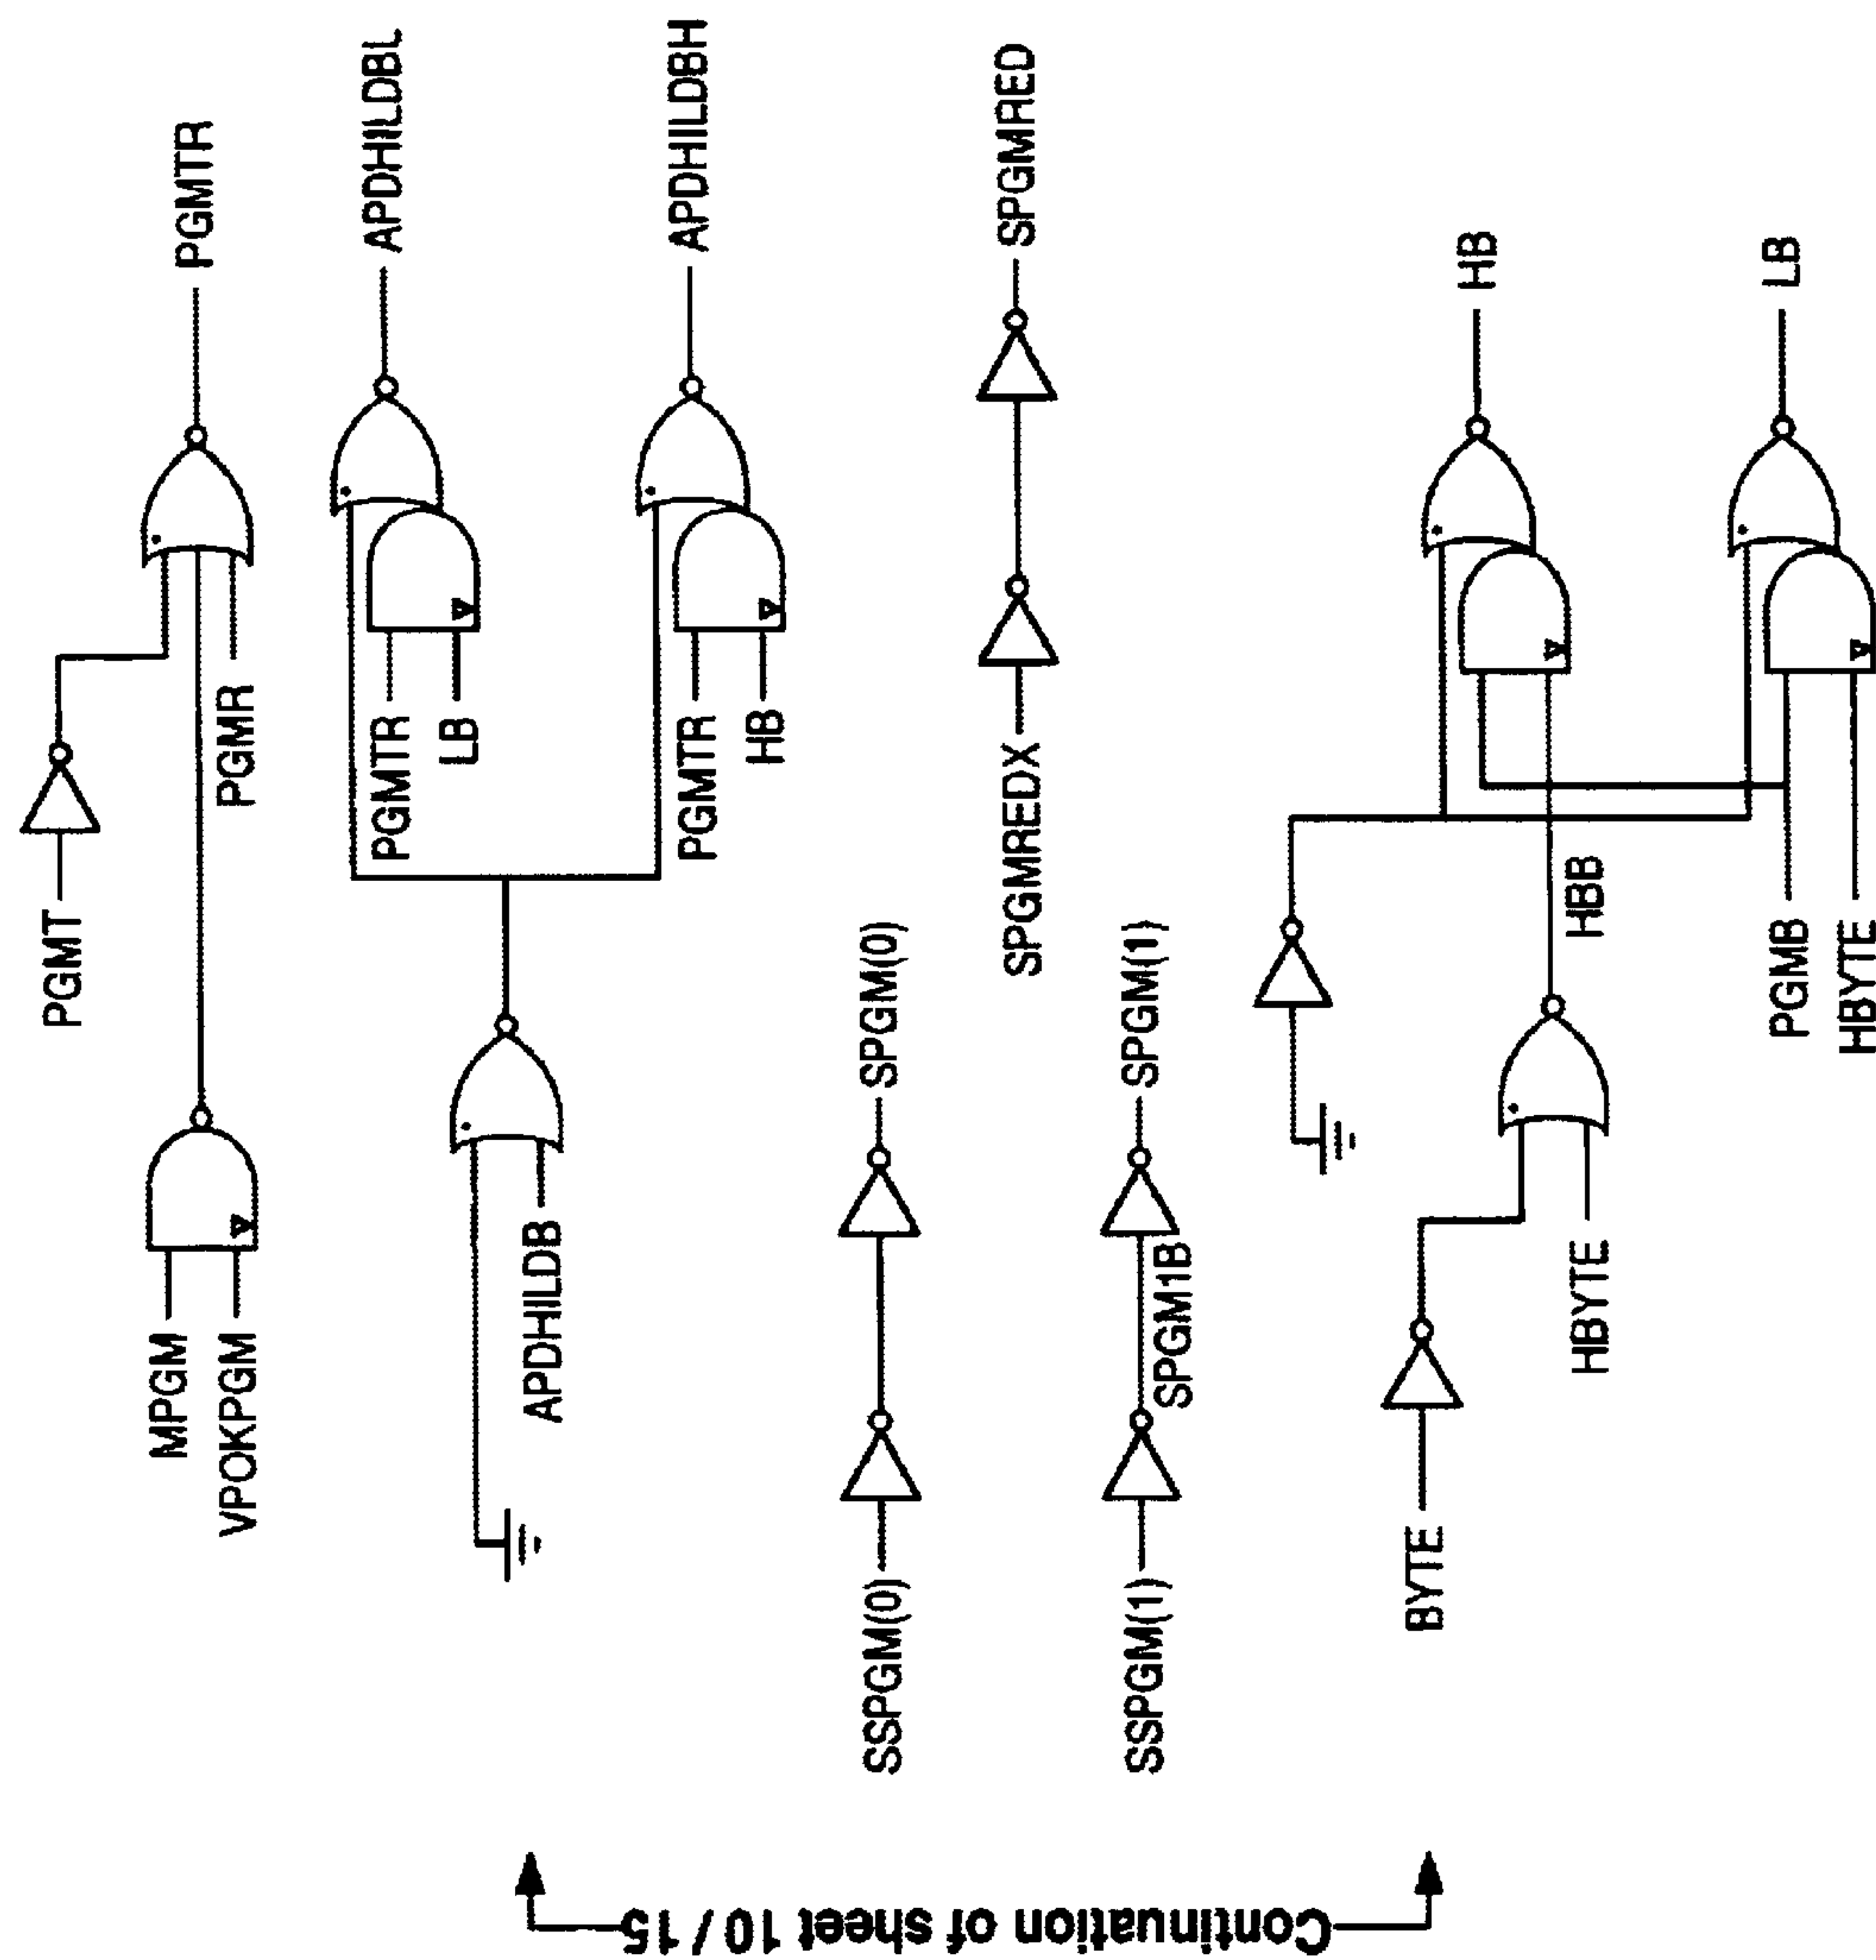 PGMT
PGMTR
MPGM
VPOKPGM
PGMR
APDHILDBL
PGMTR
LB
APDHILDB
APDHILDBH
PGMTR
HB
SSPGM(0)
SPGM(0)
SPGMREDX
SPGMRED
SSPGM(1)
SPGM1B
SPGM(1)
BYTE
HBYTE
HBB
HB
PGMB
HBYTE
LB
Continuation of sheet 10/15